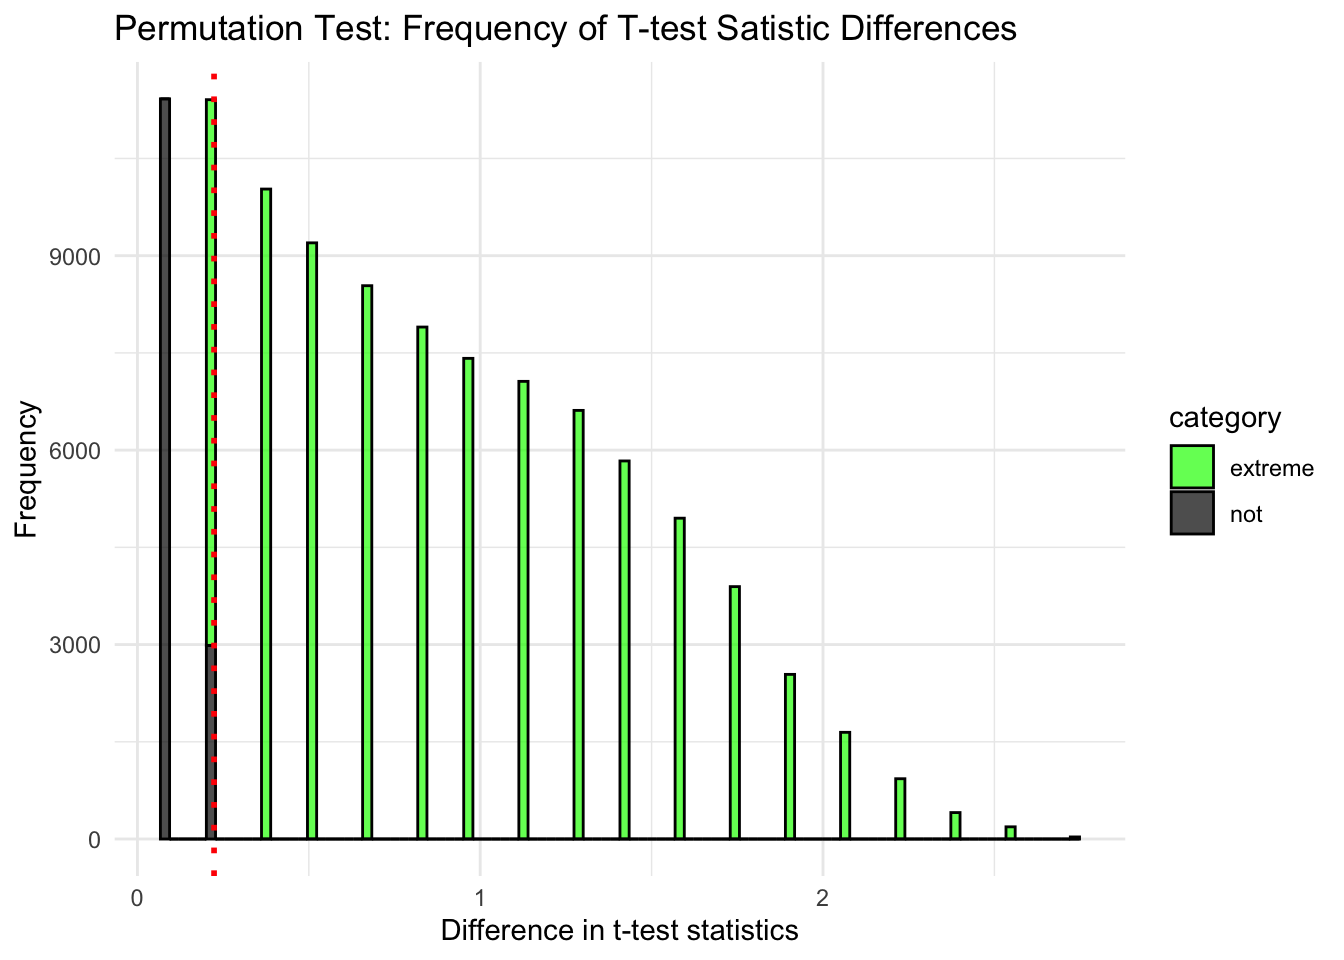 Permutation Test: Frequency of T-test Satistic Differences
Frequency
9000
6000
3000
0
0
1
2
Difference in t-test statistics
category
extreme
not